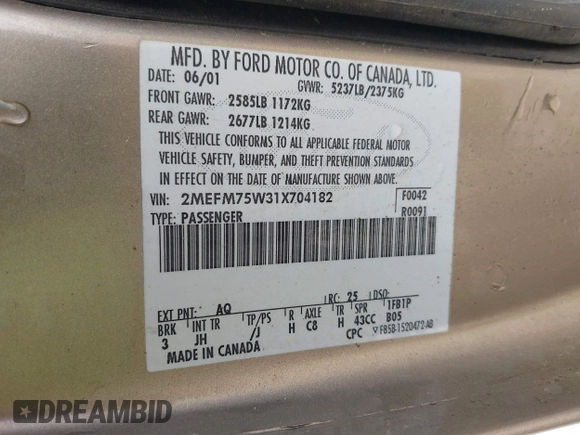 MFD. BY FORD MOTOR CO. OF CANADA, LTD.
DATE: 06/01 GVWR: 5237LB/2375KG
FRONT GAWR: 2585LB 1172KG
REAR GAWR: 2677LB 1214KG
THIS VEHICLE CONFORMS TO ALL APPLICABLE FEDERAL MOTOR
VEHICLE SAFETY, BUMPER, AND THEFT PREVENTION STANDARDS
IN EFFECT ON THE DATE OF MANUFACTURE SHOWN ABOVE.
VIN: 2MEFM75W31X704182 F0042
TYPE: PASSENGER R0091
EXT PNT: AQ RC: 25 DSO:
BRK INT TR TP/PS R AXLE TR SPR 1FB1P
3 JH /J H C8 H 43CC B05
MADE IN CANADA CPC F85B-1520472-AB
DREAMBID